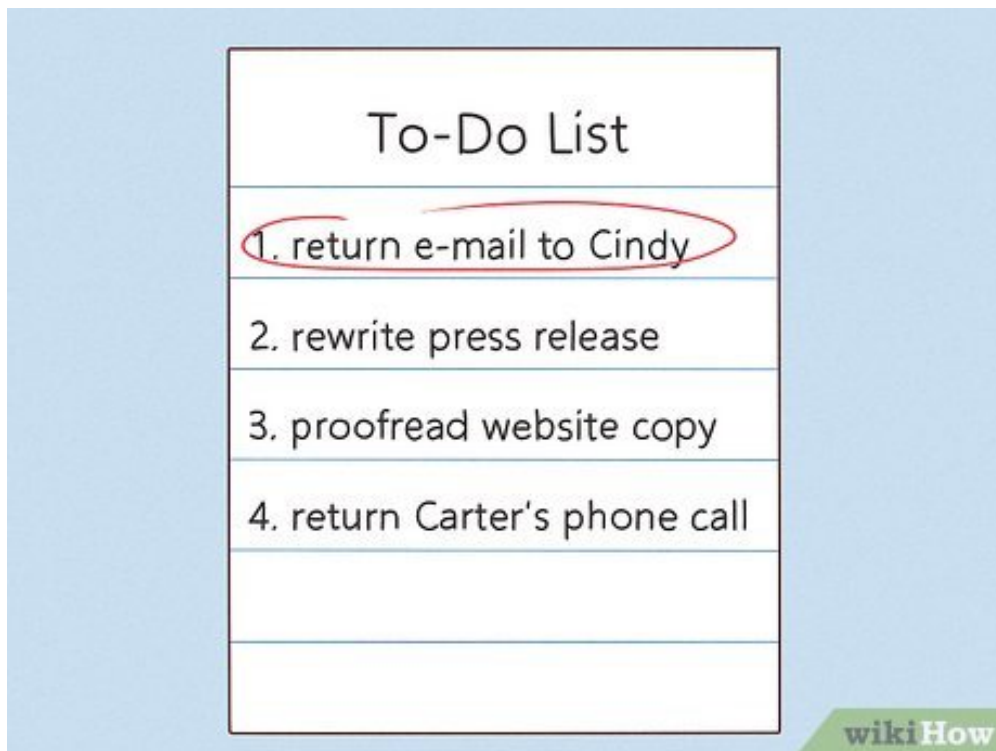 To-Do List
1. return e-mail to Cindy
2. rewrite press release
3. proofread website copy
4. return Carter's phone call
wikiHow